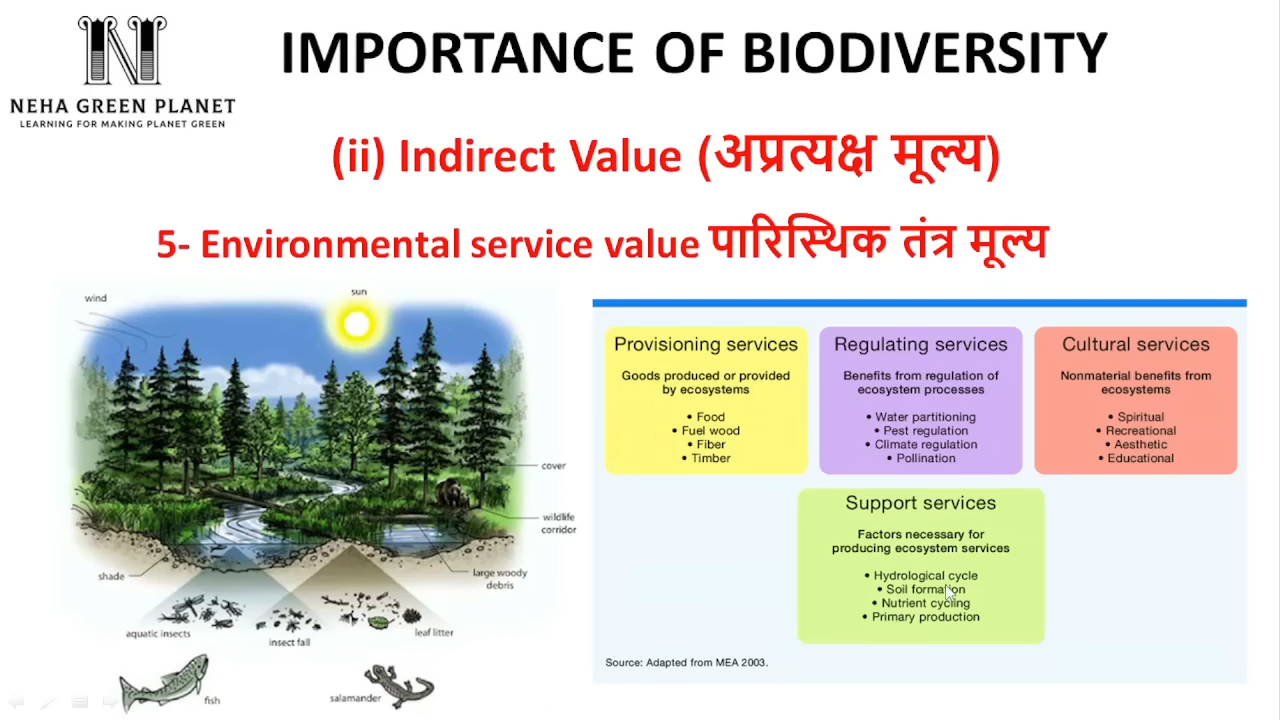 N
NEHA GREEN PLANET
LEARNING FOR MAKING PLANET GREEN
IMPORTANCE OF BIODIVERSITY
(ii) Indirect Value (अप्रत्यक्ष मूल्य)
5- Environmental service value पारिस्थिक तंत्र मूल्य
wind
sun
cover
wildlife
corridor
shade
large woody
debris
aquatic insects
insect fall
leaf litter
fish
salamander
Provisioning services
Goods produced or provided
by ecosystems
• Food
• Fuel wood
• Fiber
• Timber
Regulating services
Benefits from regulation of
ecosystem processes
• Water partitioning
• Pest regulation
• Climate regulation
• Pollination
Cultural services
Nonmaterial benefits from
ecosystems
• Spiritual
• Recreational
• Aesthetic
• Educational
Support services
Factors necessary for
producing ecosystem services
• Hydrological cycle
• Soil formation
• Nutrient cycling
• Primary production
Source: Adapted from MEA 2003.